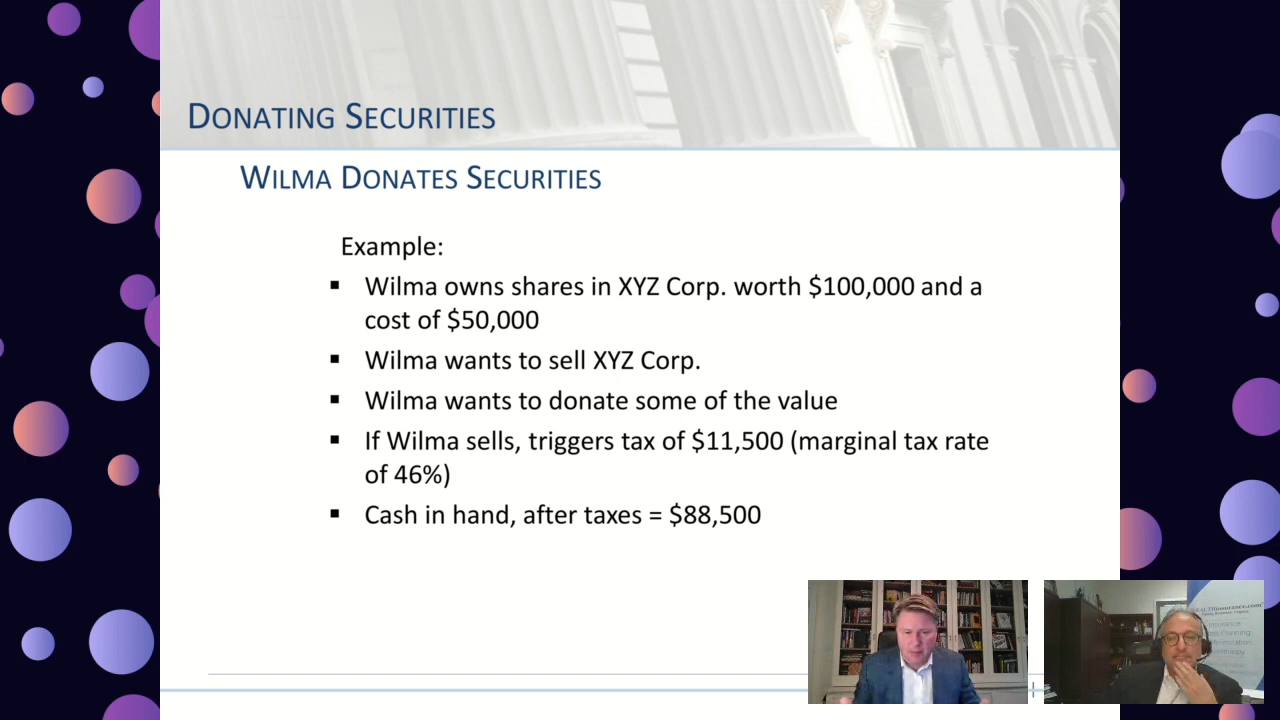 DONATING SECURITIES
WILMA DONATES SECURITIES
Example:
▪ Wilma owns shares in XYZ Corp. worth $100,000 and a
cost of $50,000
▪ Wilma wants to sell XYZ Corp.
▪ Wilma wants to donate some of the value
▪ If Wilma sells, triggers tax of $11,500 (marginal tax rate
of 46%)
▪ Cash in hand, after taxes = $88,500